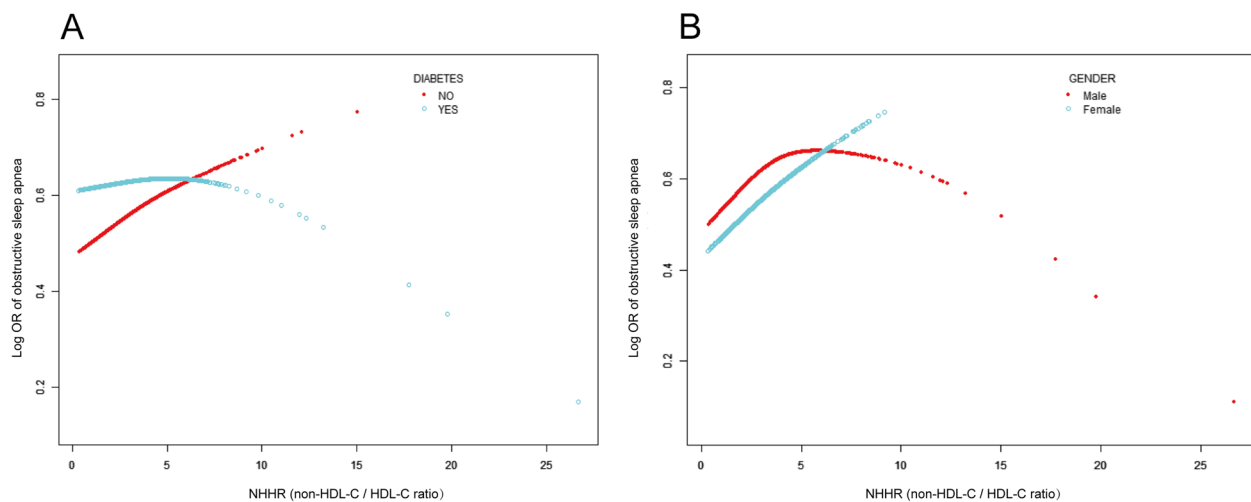 A
DIABETES
NO
YES
Log OR of obstructive sleep apnea
0.8
0.6
0.4
0.2
0 5 10 15 20 25
NHHR (non-HDL-C / HDL-C ratio)
B
GENDER
Male
Female
Log OR of obstructive sleep apnea
0.8
0.6
0.4
0.2
0 5 10 15 20 25
NHHR (non-HDL-C / HDL-C ratio)